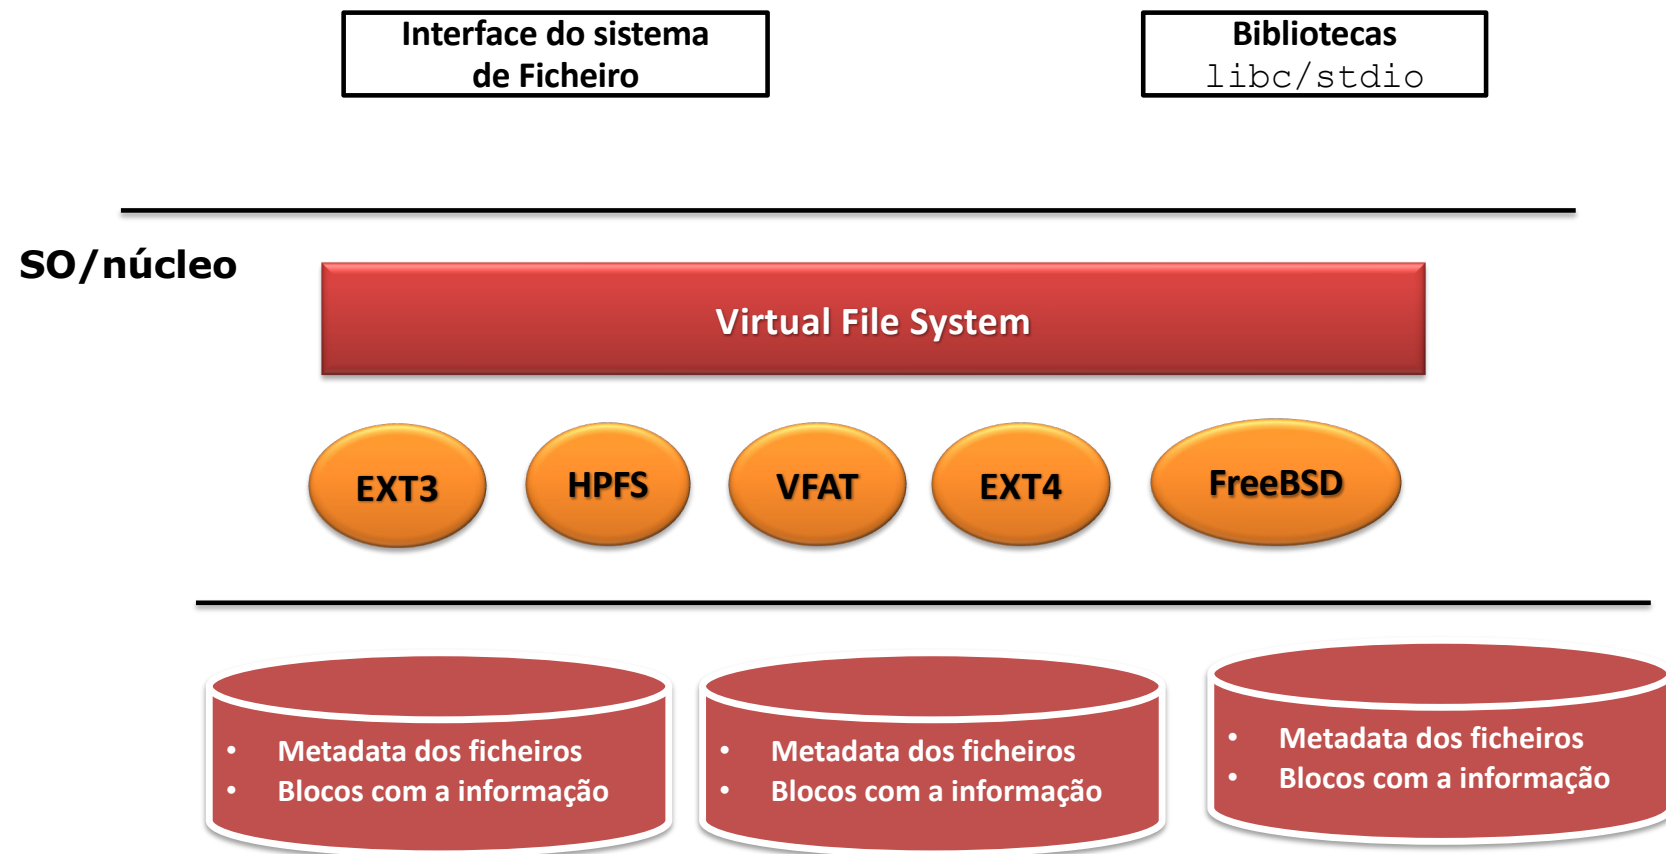 Interface do sistema
de Ficheiro
Bibliotecas
libc/stdio
SO/núcleo
Virtual File System
EXT3
HPFS
VFAT
EXT4
FreeBSD
• Metadata dos ficheiros
• Blocos com a informação
• Metadata dos ficheiros
• Blocos com a informação
• Metadata dos ficheiros
• Blocos com a informação